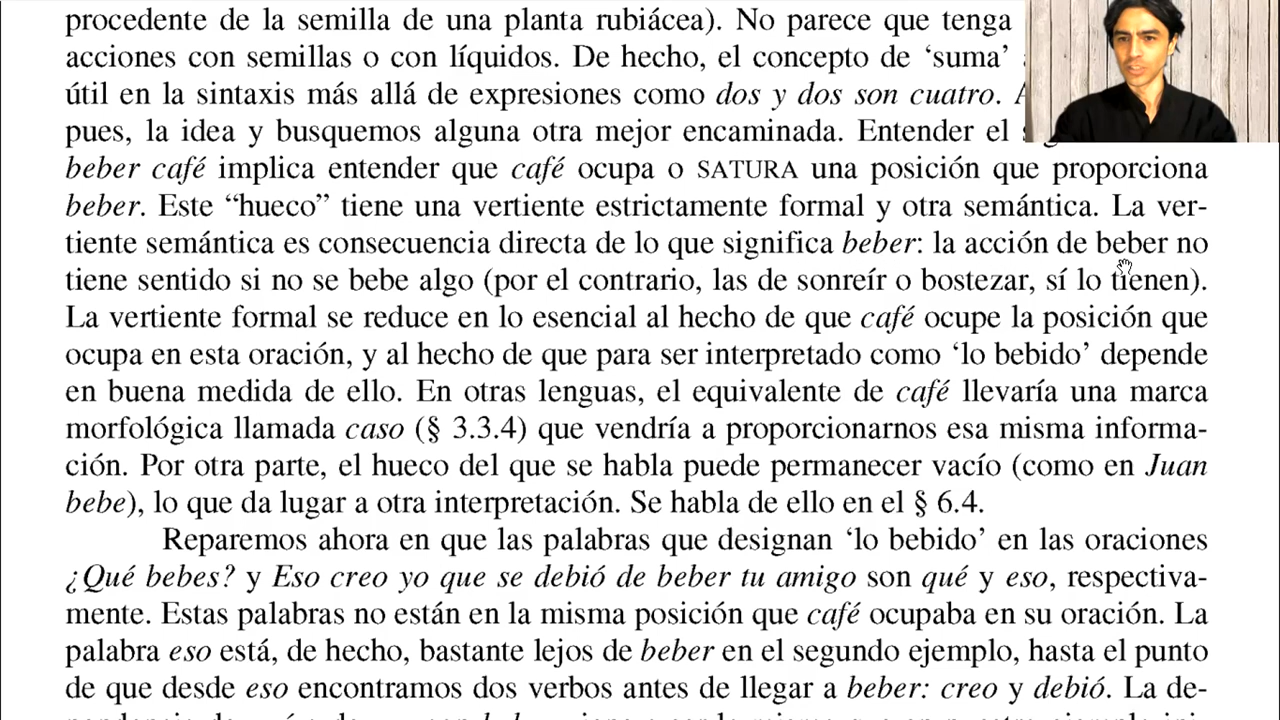 procedente de la semilla de una planta rubiácea). No parece que tenga
acciones con semillas o con líquidos. De hecho, el concepto de ‘suma’
útil en la sintaxis más allá de expresiones como dos y dos son cuatro.
pues, la idea y busquemos alguna otra mejor encaminada. Entender el
beber café implica entender que café ocupa o SATURA una posición que proporciona
beber. Este “hueco” tiene una vertiente estrictamente formal y otra semántica. La ver-
tiente semántica es consecuencia directa de lo que significa beber: la acción de beber no
tiene sentido si no se bebe algo (por el contrario, las de sonreír o bostezar, sí lo tienen).
La vertiente formal se reduce en lo esencial al hecho de que café ocupe la posición que
ocupa en esta oración, y al hecho de que para ser interpretado como ‘lo bebido’ depende
en buena medida de ello. En otras lenguas, el equivalente de café llevaría una marca
morfológica llamada caso (§ 3.3.4) que vendría a proporcionarnos esa misma informa-
ción. Por otra parte, el hueco del que se habla puede permanecer vacío (como en Juan
bebe), lo que da lugar a otra interpretación. Se habla de ello en el § 6.4.
Reparemos ahora en que las palabras que designan ‘lo bebido’ en las oraciones
¿Qué bebes? y Eso creo yo que se debió de beber tu amigo son qué y eso, respectiva-
mente. Estas palabras no están en la misma posición que café ocupaba en su oración. La
palabra eso está, de hecho, bastante lejos de beber en el segundo ejemplo, hasta el punto
de que desde eso encontramos dos verbos antes de llegar a beber: creo y debió. La de-